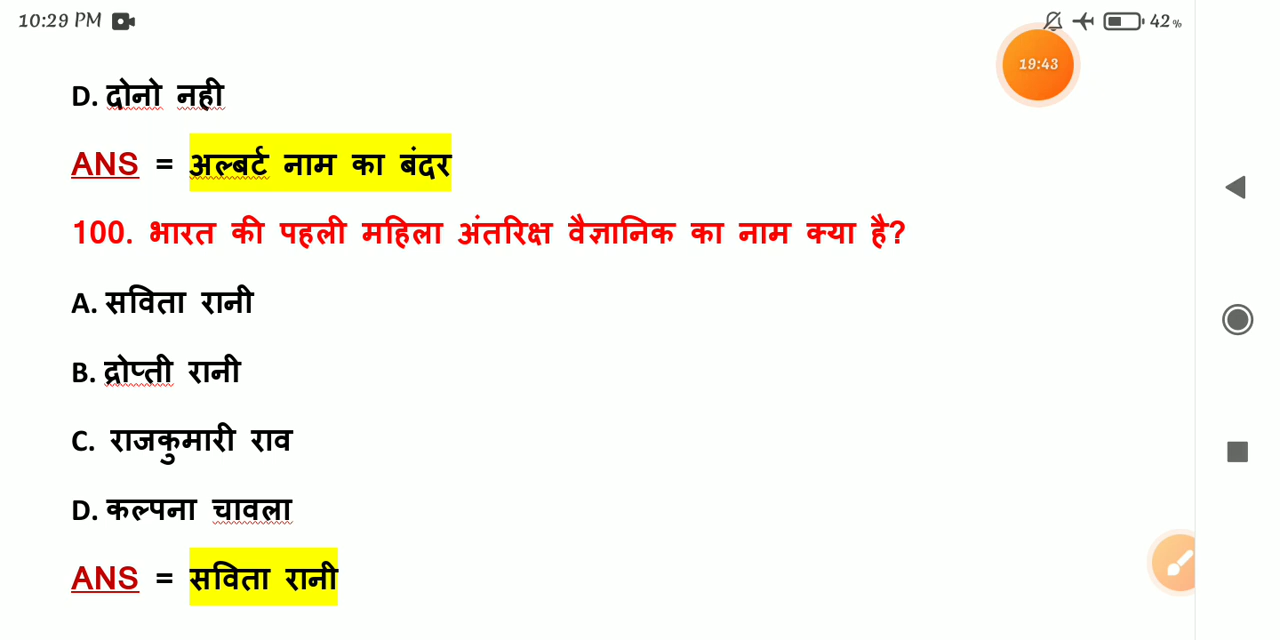 10:29 PM
42%
19:43
D. दोनो नही
ANS = अल्बर्ट नाम का बंदर
100. भारत की पहली महिला अंतरिक्ष वैज्ञानिक का नाम क्या है?
A. सविता रानी
B. द्रोप्ती रानी
C. राजकुमारी राव
D. कल्पना चावला
ANS = सविता रानी